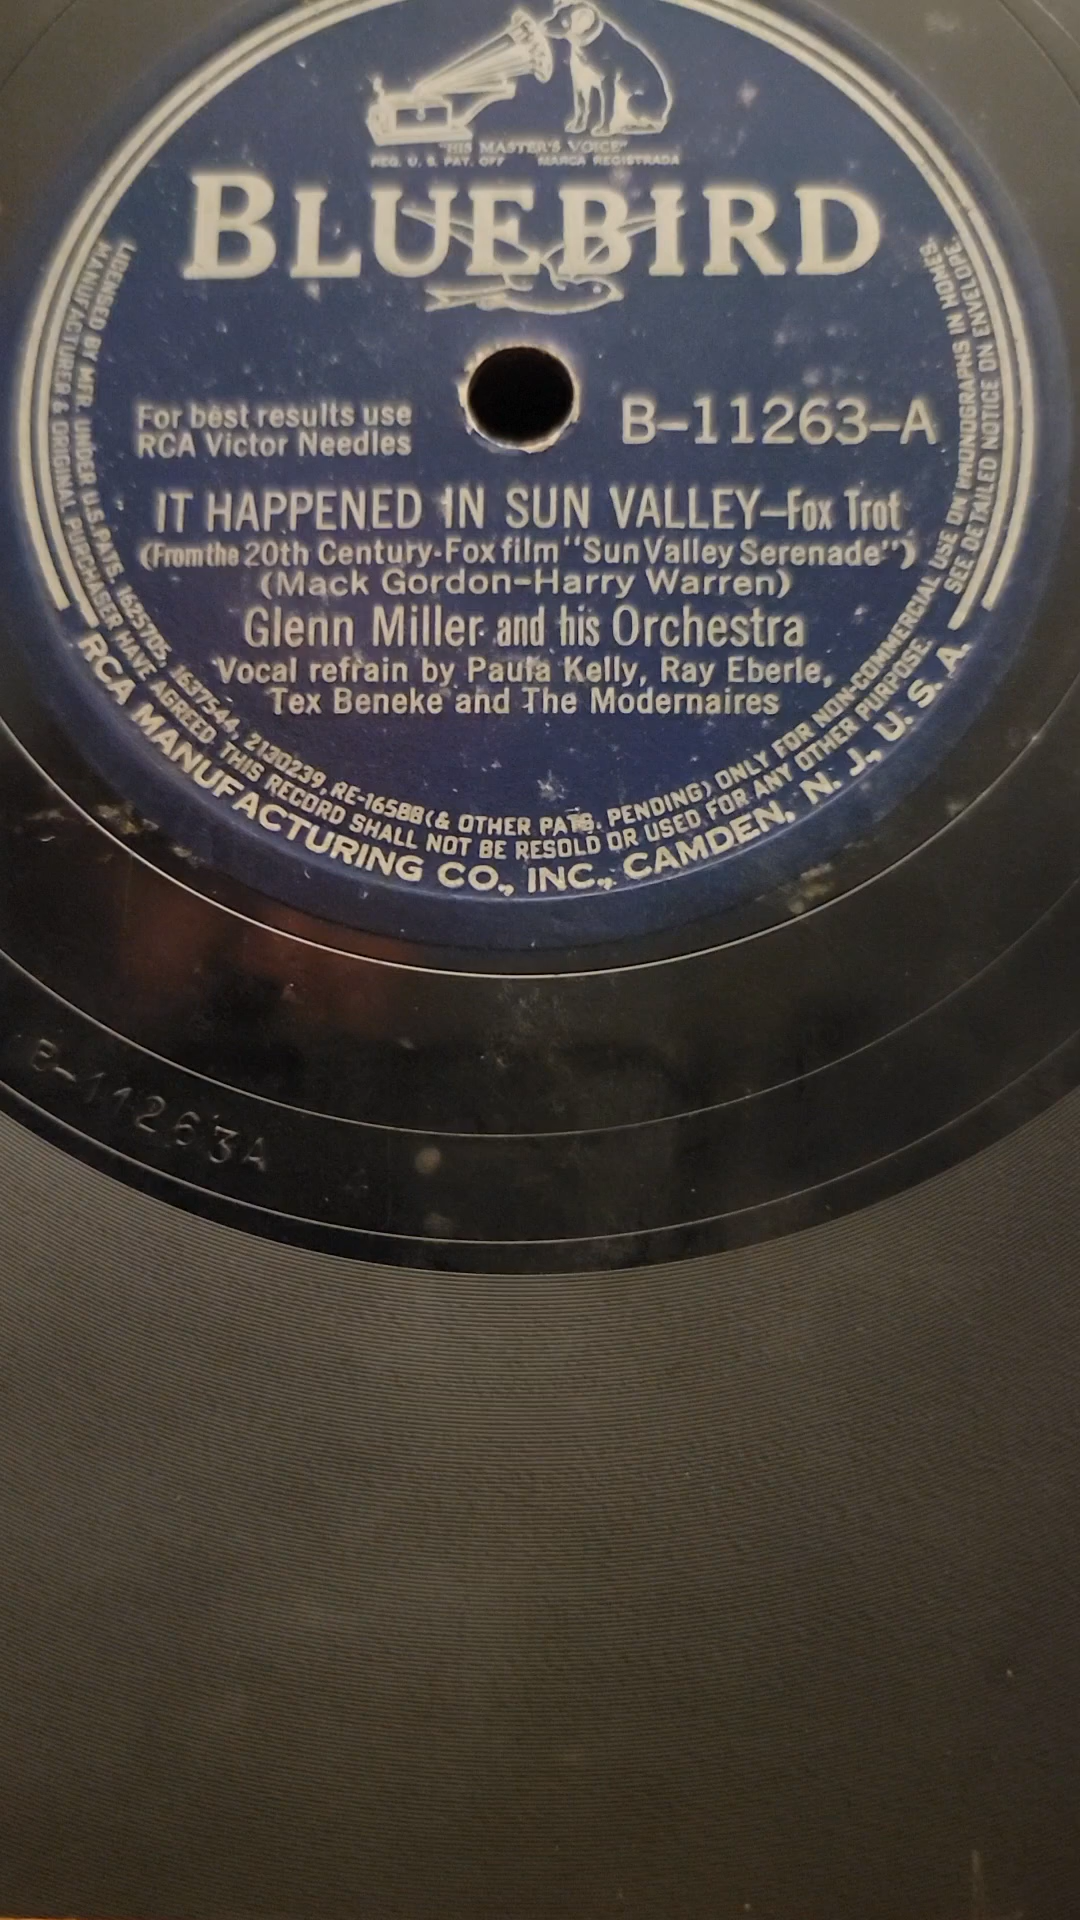 "HIS MASTER'S VOICE"
REG. U. S. PAT. OFF MARCA REGISTRADA
BLUEBIRD
For best results use
RCA Victor Needles
B-11263-A
IT HAPPENED IN SUN VALLEY—Fox Trot
(From the 20th Century-Fox film "Sun Valley Serenade")
(Mack Gordon-Harry Warren)
Glenn Miller and his Orchestra
Vocal refrain by Paula Kelly, Ray Eberle,
Tex Beneke and The Modernaires
LICENSED BY MFR. UNDER U.S. PATS. 1625705, 1637544, 2130239, RE-16588 (& OTHER PATS. PENDING) ONLY FOR NON-COMMERCIAL USE ON PHONOGRAPHS IN HOMES.
MANUFACTURER & ORIGINAL PURCHASER HAVE AGREED THIS RECORD SHALL NOT BE RESOLD OR USED FOR ANY OTHER PURPOSE. SEE DETAILED NOTICE ON ENVELOPE
RCA MANUFACTURING CO., INC., CAMDEN, N. J., U. S. A.
B-11263A